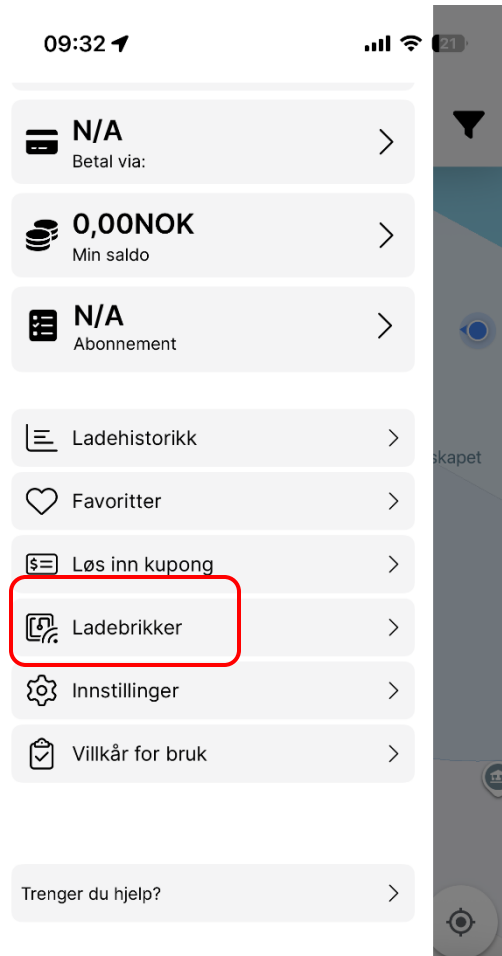 09:32
21
N/A
Betal via:
0,00NOK
Min saldo
N/A
Abonnement
Ladehistorikk
skapet
Favoritter
Løs inn kupong
Ladebrikker
Innstillinger
Villkår for bruk
Trenger du hjelp?